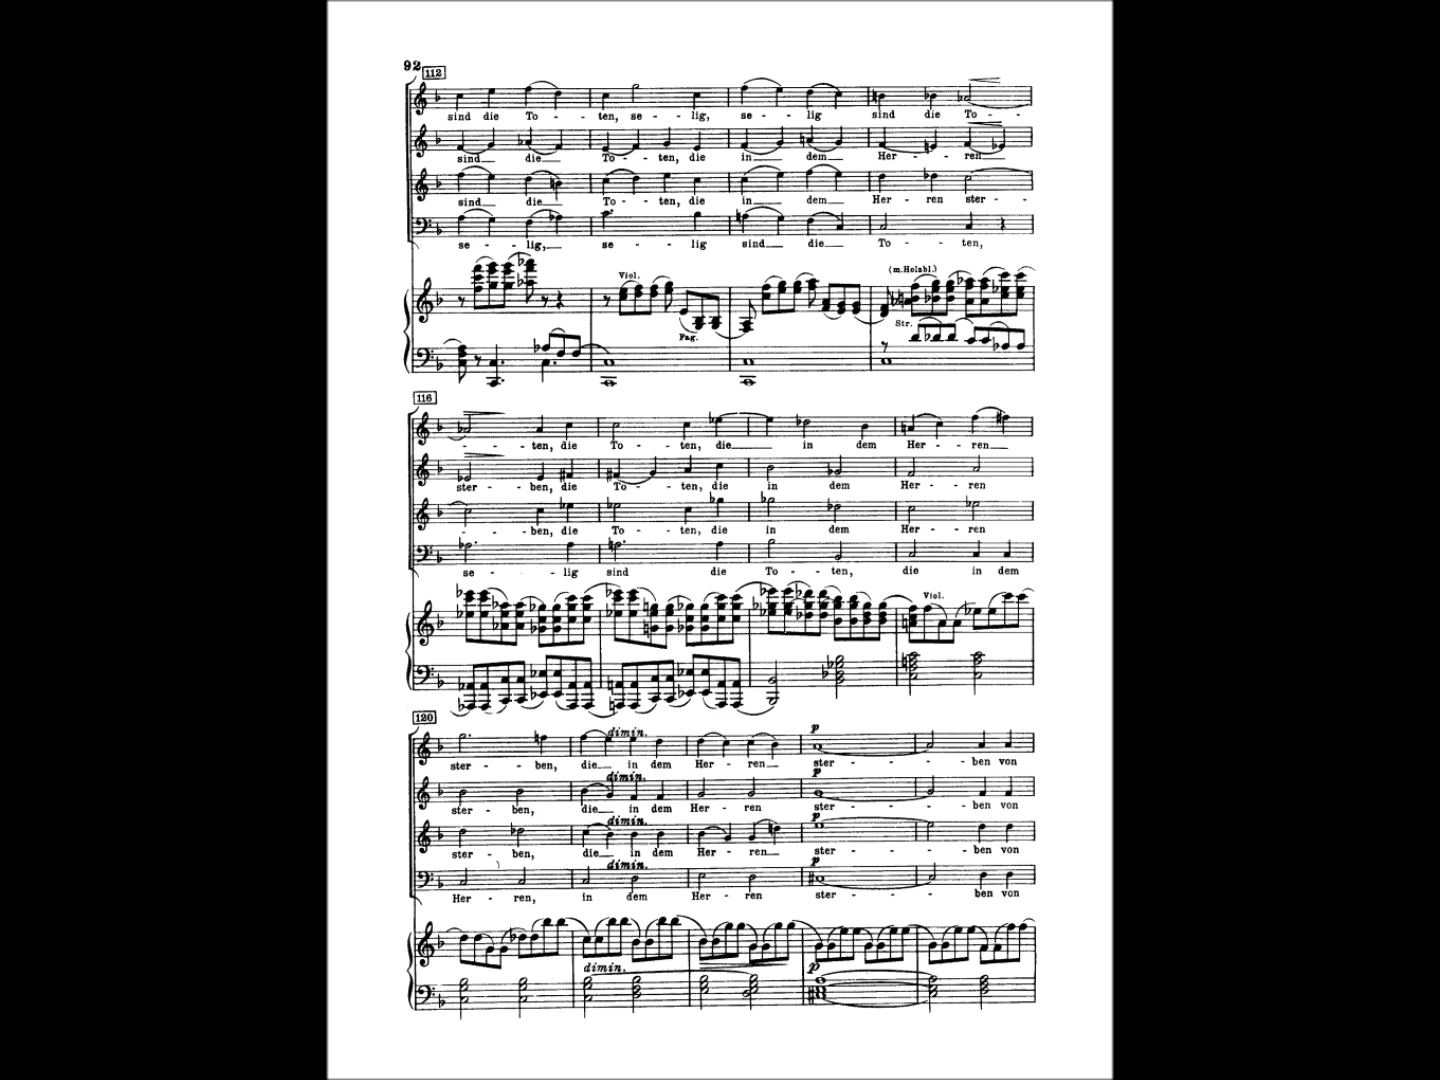 92
112
sind die To - - ten, se - - lig, se - - lig sind die To - -
sind die To - - ten, die in dem Her - - ren
sind die To - - ten, die in dem Her - ren ster - -
se - - lig, se - - lig sind die To - - ten,
Viol.
(m. Holzbl.)
Fag.
Str.
116
- - - ten, die To - - ten, die in dem Her - - ren
ster - - ben, die To - - ten, die in dem Her - - ren
- - - ben, die To - - ten, die in dem Her - - ren
se - - lig sind die To - - ten, die in dem
Viol.
120
dimin. p
ster - - ben, die in dem Her - ren ster - - - ben von
dimin. p
ster - - ben, die in dem Her - ren ster - - - ben von
dimin. p
ster - - ben, die in dem Her - ren ster - - - ben von
dimin. p
Her - - ren, in dem Her - ren ster - - - ben von
dimin. p